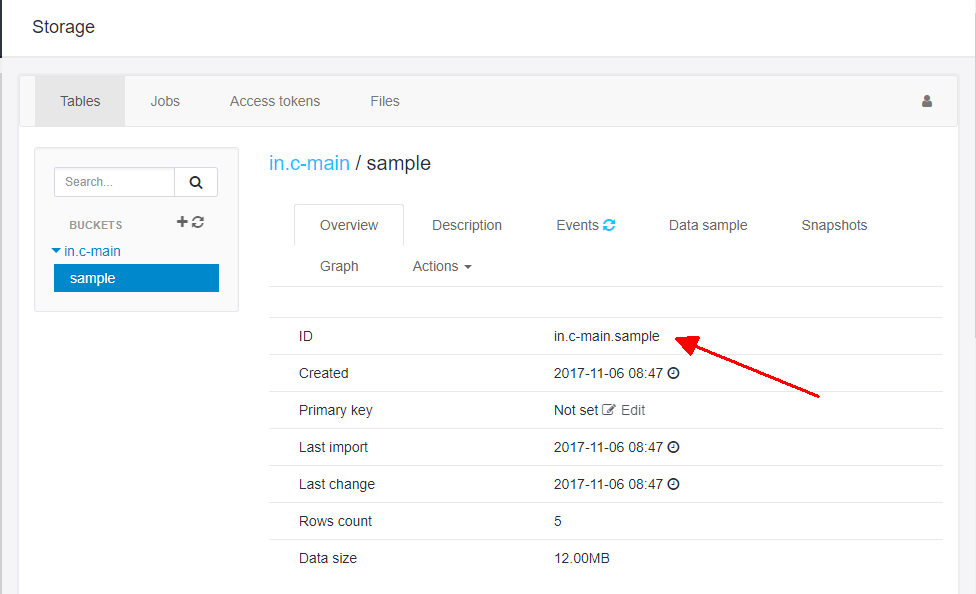 Storage
Tables Jobs Access tokens Files
Search...
BUCKETS
in.c-main
sample
in.c-main / sample
Overview Description Events Data sample Snapshots
Graph Actions
ID in.c-main.sample
Created 2017-11-06 08:47
Primary key Not set Edit
Last import 2017-11-06 08:47
Last change 2017-11-06 08:47
Rows count 5
Data size 12.00MB